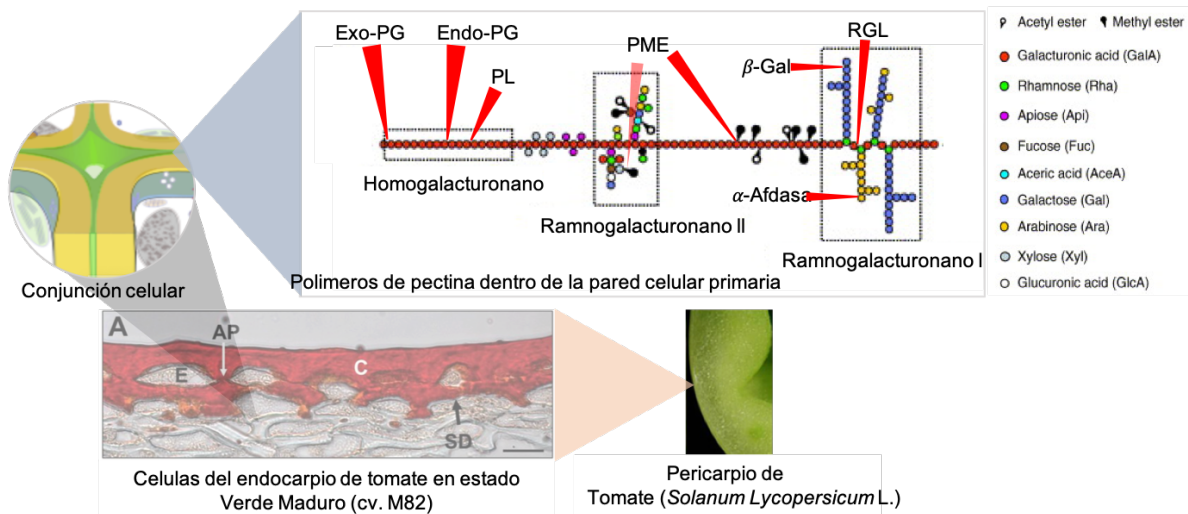 Exo-PG
Endo-PG
PL
PME
RGL
β-Gal
α-Afdasa
Homogalacturonano
Ramnogalacturonano II
Ramnogalacturonano I
Polimeros de pectina dentro de la pared celular primaria
Acetyl ester
Methyl ester
Galacturonic acid (GalA)
Rhamnose (Rha)
Apiose (Api)
Fucose (Fuc)
Aceric acid (AceA)
Galactose (Gal)
Arabinose (Ara)
Xylose (Xyl)
Glucuronic acid (GlcA)
Conjunción celular
A
AP
E
C
SD
Celulas del endocarpio de tomate en estado
Verde Maduro (cv. M82)
Pericarpio de
Tomate (Solanum Lycopersicum L.)